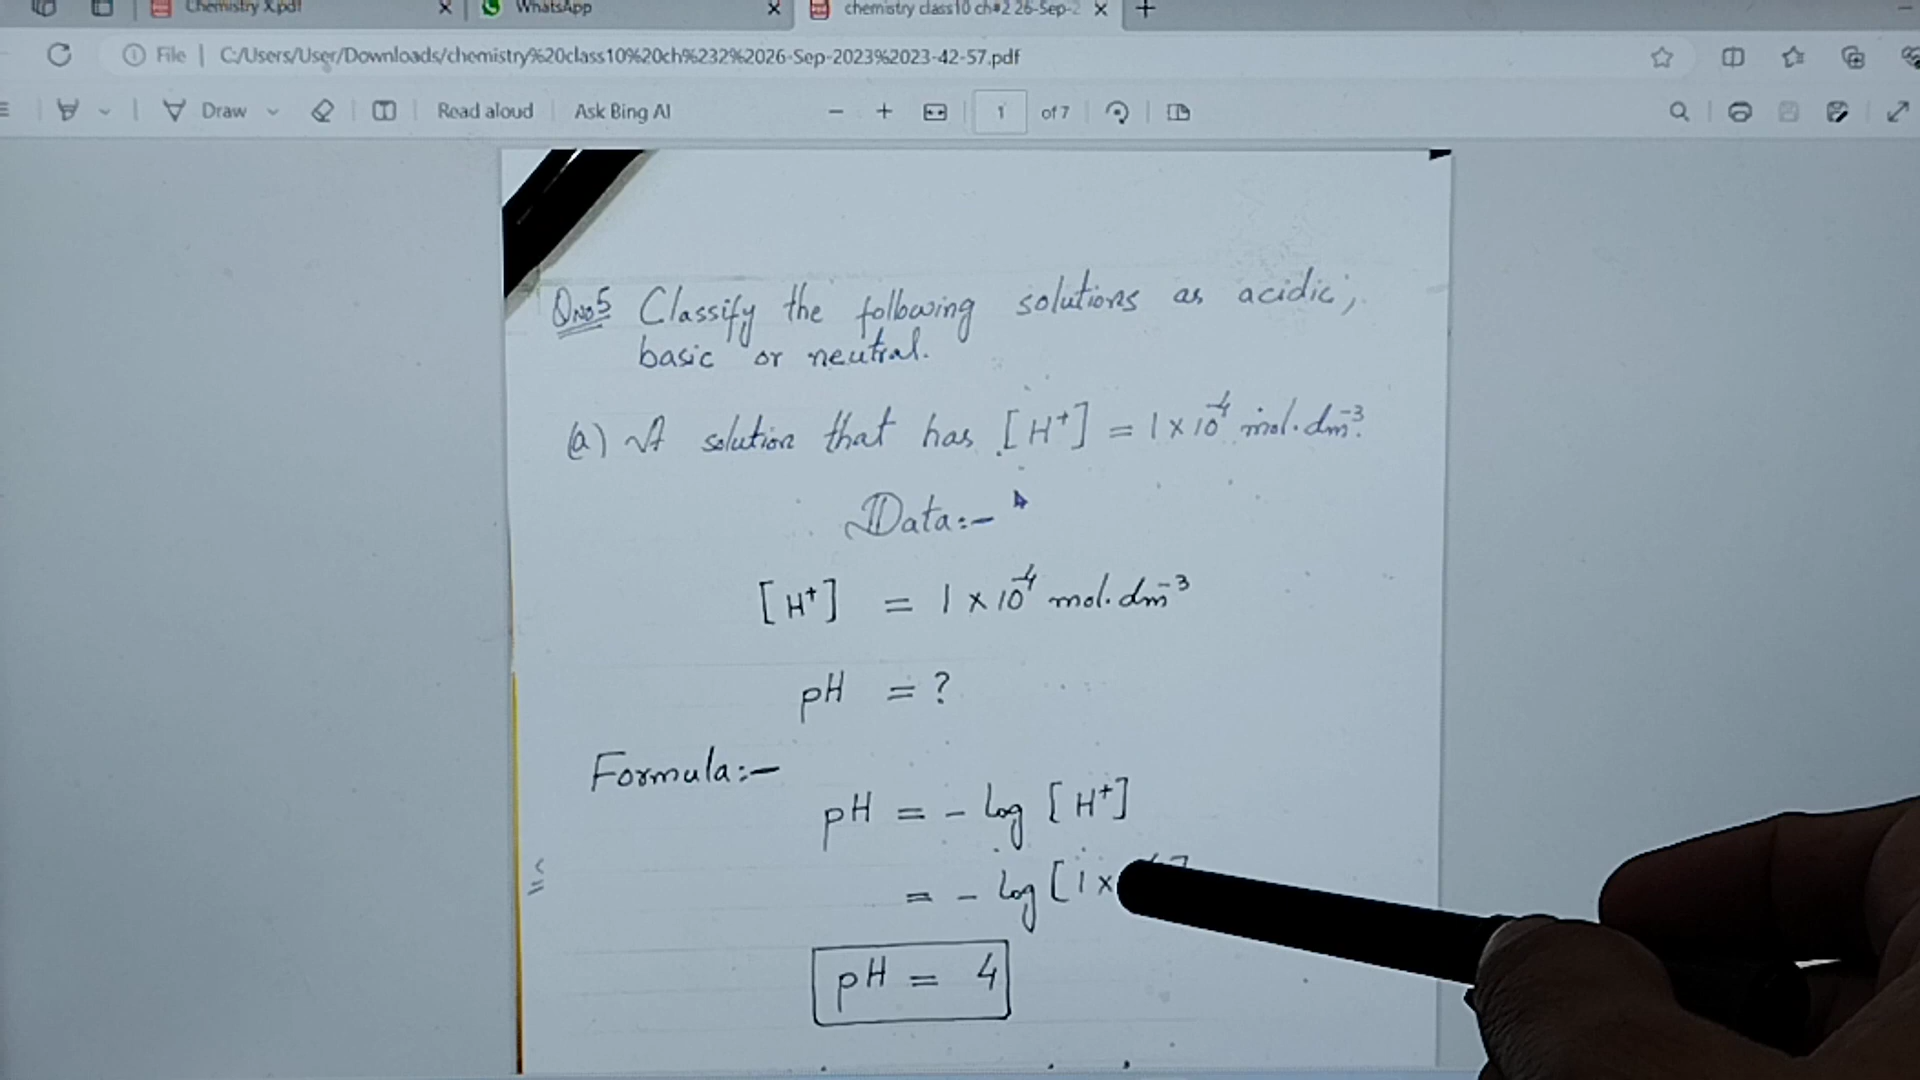 Chemistry X.pdf
WhatsApp
chemistry class10 ch#2 26-Sep-2
File | C:/Users/User/Downloads/chemistry%20class10%20ch%232%2026-Sep-2023%2023-42-57.pdf
Draw Read aloud Ask Bing AI 1 of 7
QNo5 Classify the following solutions as acidic,
basic or neutral.
(a) A solution that has [H⁺] = 1 × 10⁻⁴ mol.dm⁻³.
Data:-
[H⁺] = 1 × 10⁻⁴ mol.dm⁻³
pH = ?
Formula:-
pH = - log [H⁺]
= - log [1 ×
pH = 4